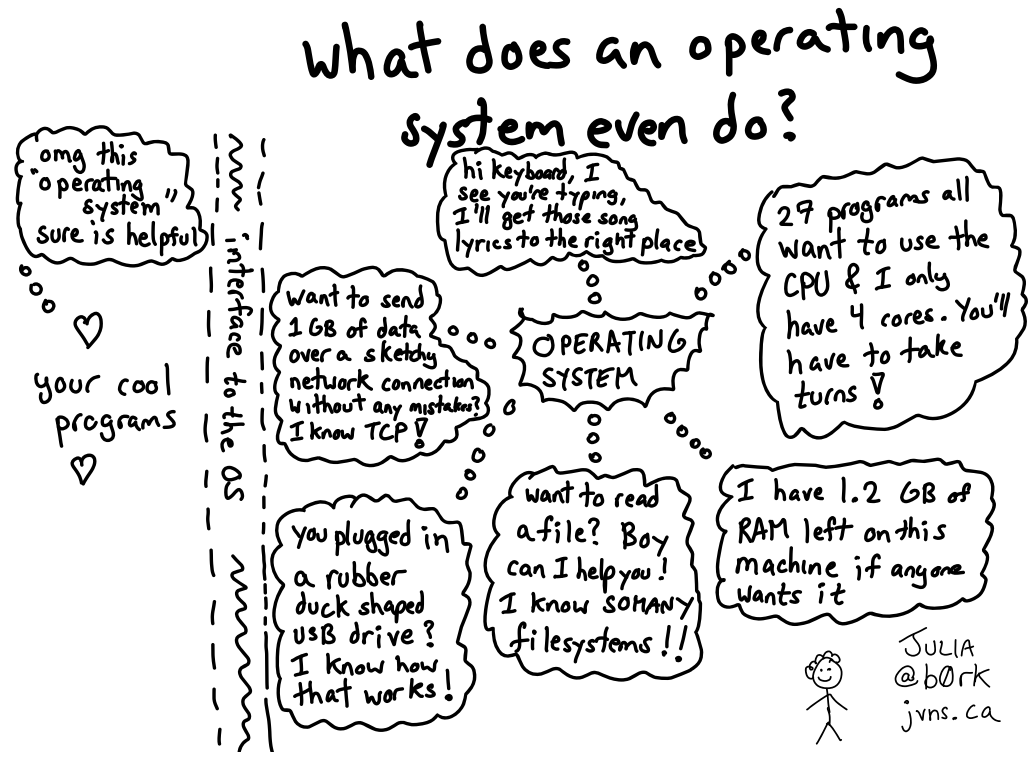 what does an operating
system even do?
omg this
"operating
system"
sure is helpful
your cool
programs
interface to the OS
hi keyboard, I
see you're typing,
I'll get those song
lyrics to the right place
27 programs all
want to use the
CPU & I only
have 4 cores. You'll
have to take
turns!
want to send
1 GB of data
over a sketchy
network connection
without any mistakes?
I know TCP!
OPERATING
SYSTEM
you plugged in
a rubber
duck shaped
USB drive?
I know how
that works!
want to read
a file? Boy
can I help you!
I know SO MANY
filesystems!!
I have 1.2 GB of
RAM left on this
machine if anyone
wants it
JULIA
@b0rk
jvns.ca